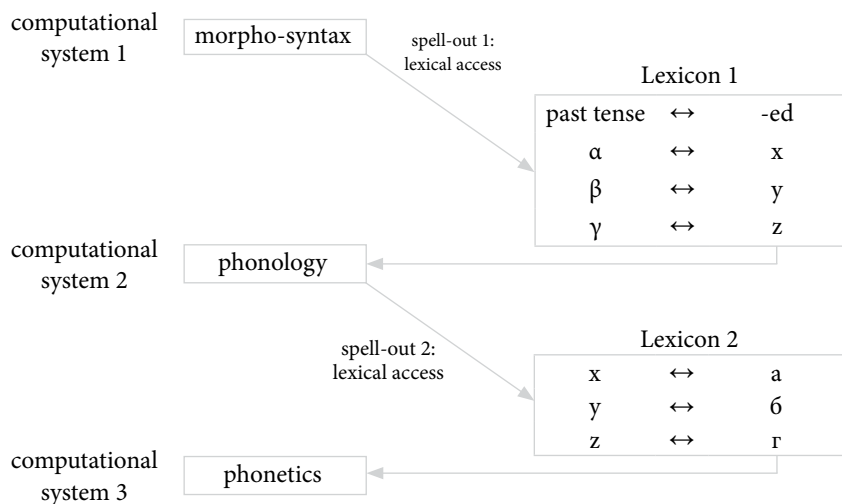 computational
system 1
morpho-syntax
spell-out 1:
lexical access
Lexicon 1
past tense ↔ -ed
α ↔ x
β ↔ y
γ ↔ z
computational
system 2
phonology
spell-out 2:
lexical access
Lexicon 2
x ↔ а
y ↔ б
z ↔ г
computational
system 3
phonetics